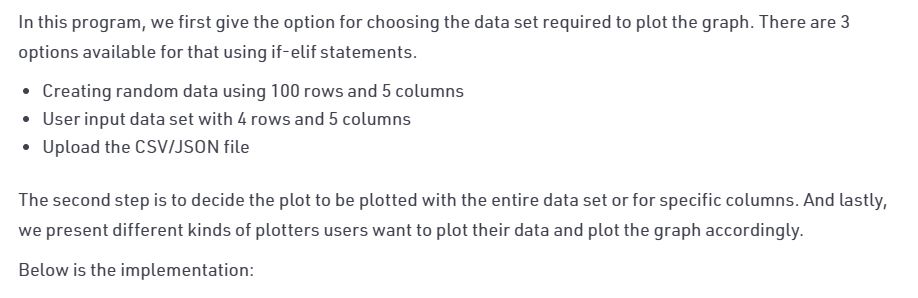 In this program, we first give the option for choosing the data set required to plot the graph. There are 3
options available for that using if-elif statements.
• Creating random data using 100 rows and 5 columns
• User input data set with 4 rows and 5 columns
• Upload the CSV/JSON file
The second step is to decide the plot to be plotted with the entire data set or for specific columns. And lastly,
we present different kinds of plotters users want to plot their data and plot the graph accordingly.
Below is the implementation: